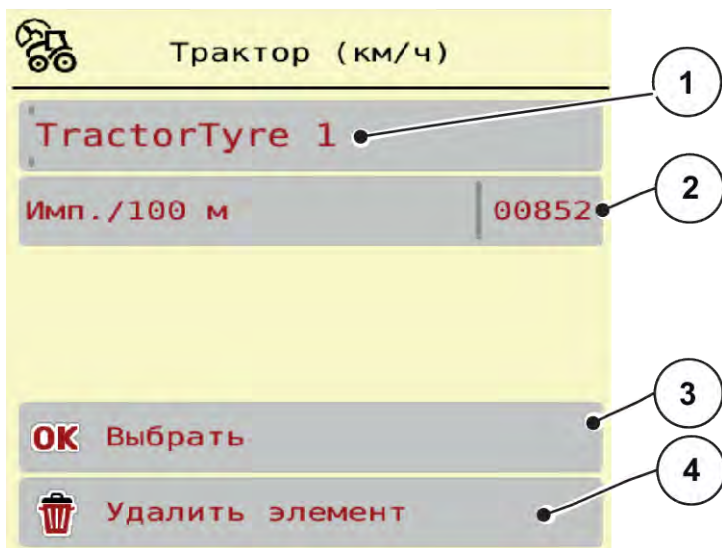 Трактор (км/ч)
1
TractorTyre 1
2
Имп./100 м 00852
3
OK Выбрать
4
Удалить элемент